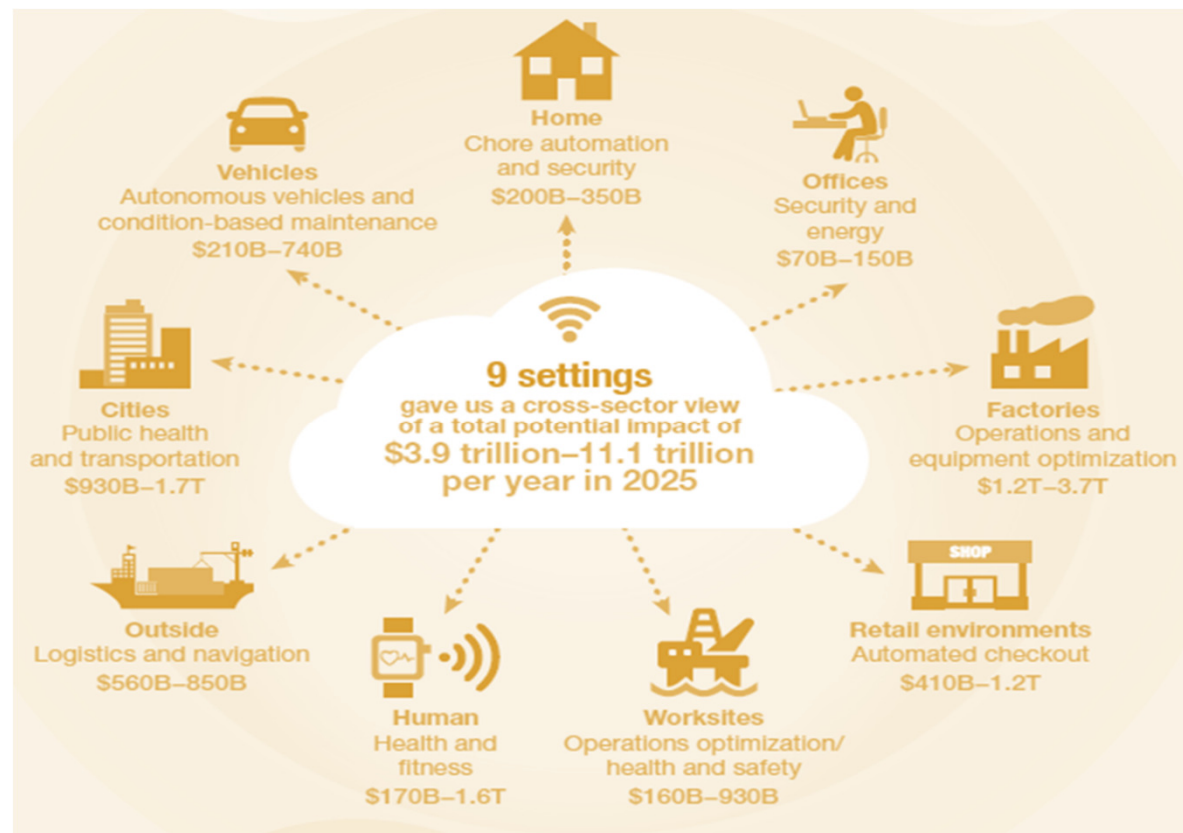 Home
Chore automation
and security
$200B–350B
Offices
Security and
energy
$70B–150B
Factories
Operations and
equipment optimization
$1.2T–3.7T
SHOP
Retail environments
Automated checkout
$410B–1.2T
Worksites
Operations optimization/
health and safety
$160B–930B
Human
Health and
fitness
$170B–1.6T
Outside
Logistics and navigation
$560B–850B
Cities
Public health
and transportation
$930B–1.7T
Vehicles
Autonomous vehicles and
condition-based maintenance
$210B–740B
9 settings
gave us a cross-sector view
of a total potential impact of
$3.9 trillion–11.1 trillion
per year in 2025